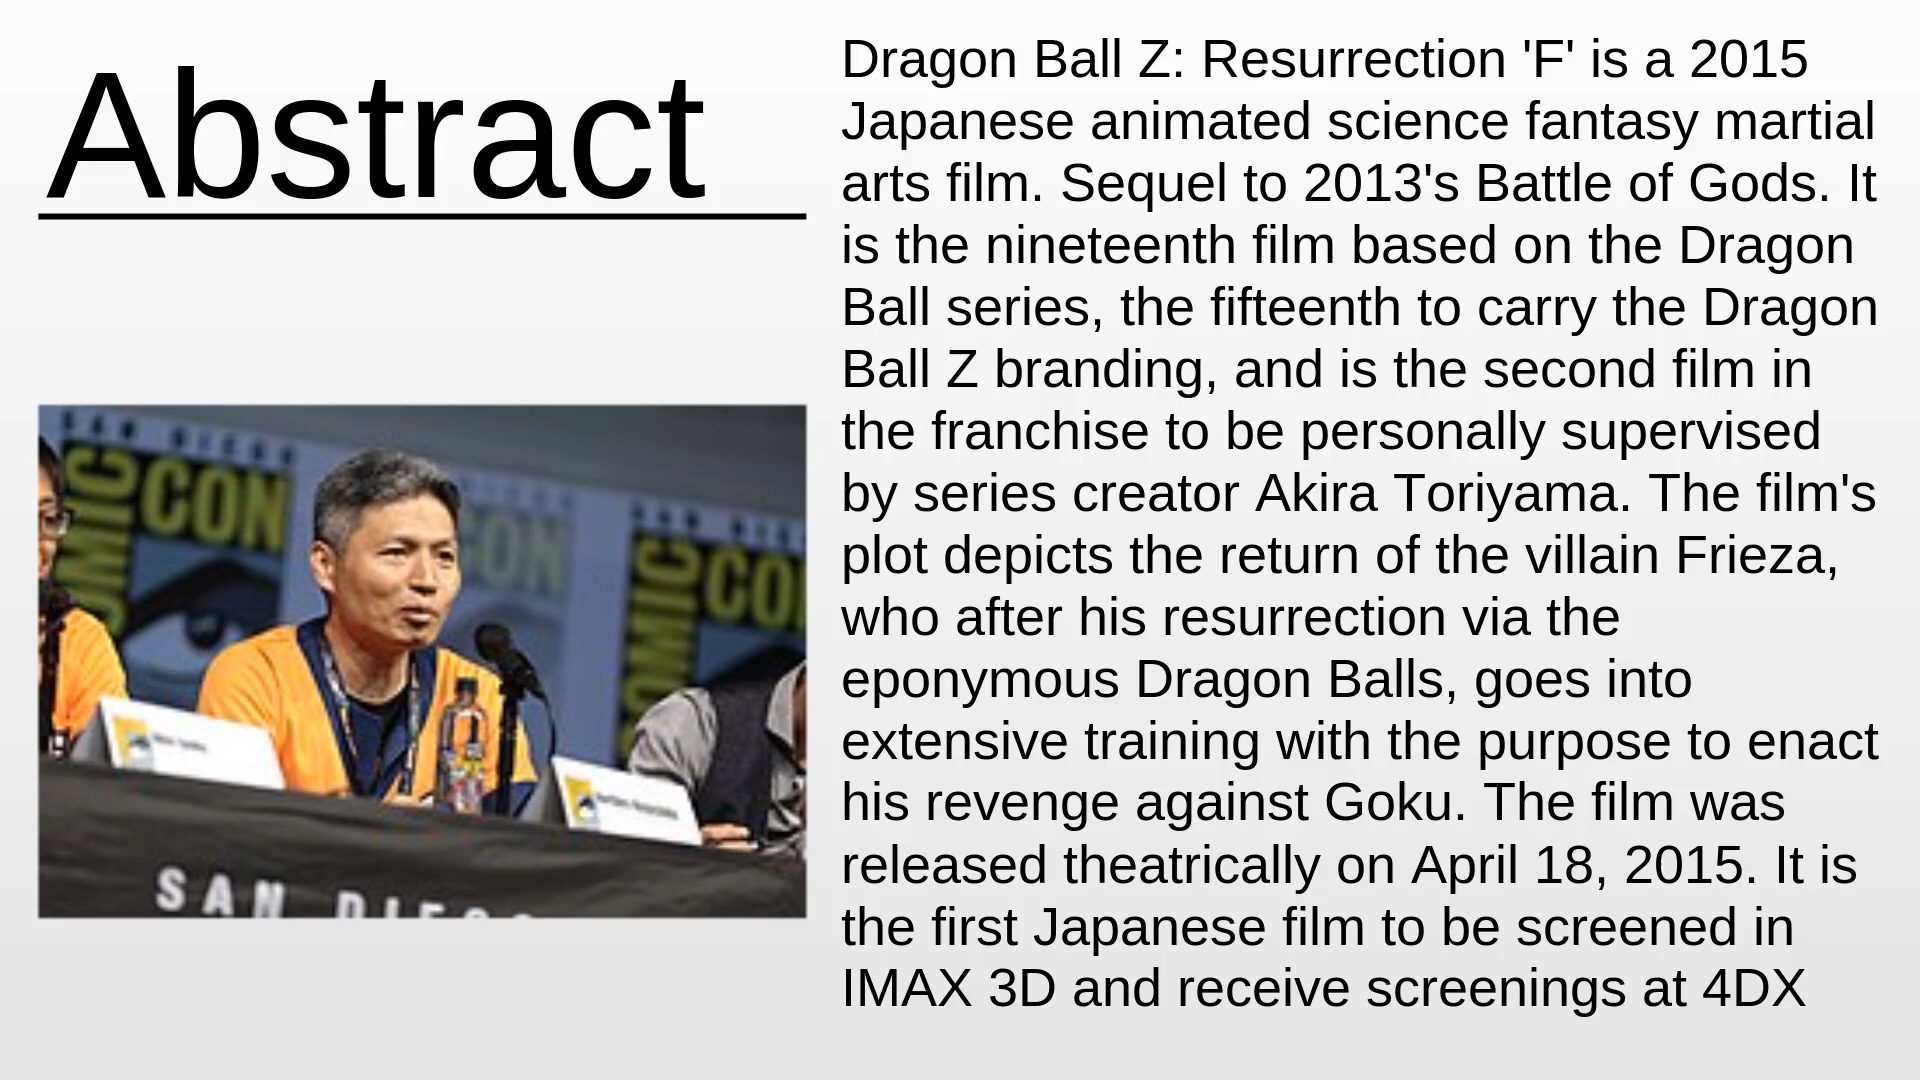 Abstract
Dragon Ball Z: Resurrection 'F' is a 2015
Japanese animated science fantasy martial
arts film. Sequel to 2013's Battle of Gods. It
is the nineteenth film based on the Dragon
Ball series, the fifteenth to carry the Dragon
Ball Z branding, and is the second film in
the franchise to be personally supervised
by series creator Akira Toriyama. The film's
plot depicts the return of the villain Frieza,
who after his resurrection via the
eponymous Dragon Balls, goes into
extensive training with the purpose to enact
his revenge against Goku. The film was
released theatrically on April 18, 2015. It is
the first Japanese film to be screened in
IMAX 3D and receive screenings at 4DX
SAN DIEGO
COMIC CON
CON
COMIC CO
SAN DIEGO